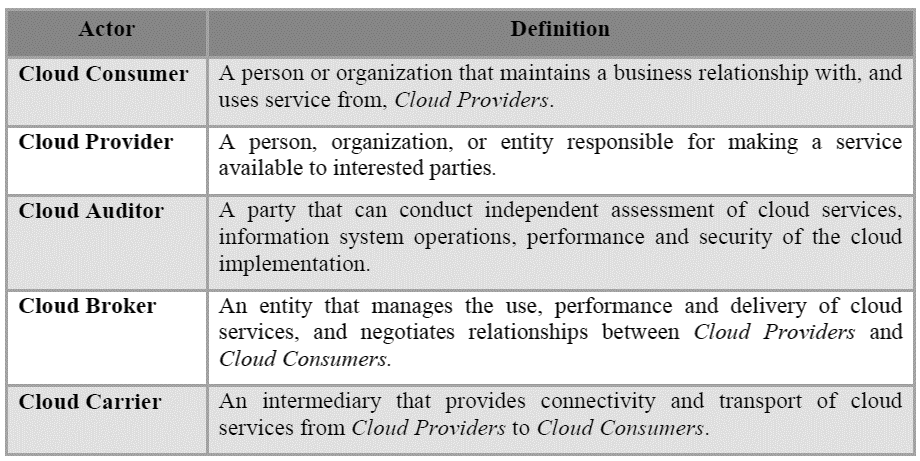 Actor Definition
Cloud Consumer A person or organization that maintains a business relationship with, and
uses service from, Cloud Providers.
Cloud Provider A person, organization, or entity responsible for making a service
available to interested parties.
Cloud Auditor A party that can conduct independent assessment of cloud services,
information system operations, performance and security of the cloud
implementation.
Cloud Broker An entity that manages the use, performance and delivery of cloud
services, and negotiates relationships between Cloud Providers and
Cloud Consumers.
Cloud Carrier An intermediary that provides connectivity and transport of cloud
services from Cloud Providers to Cloud Consumers.